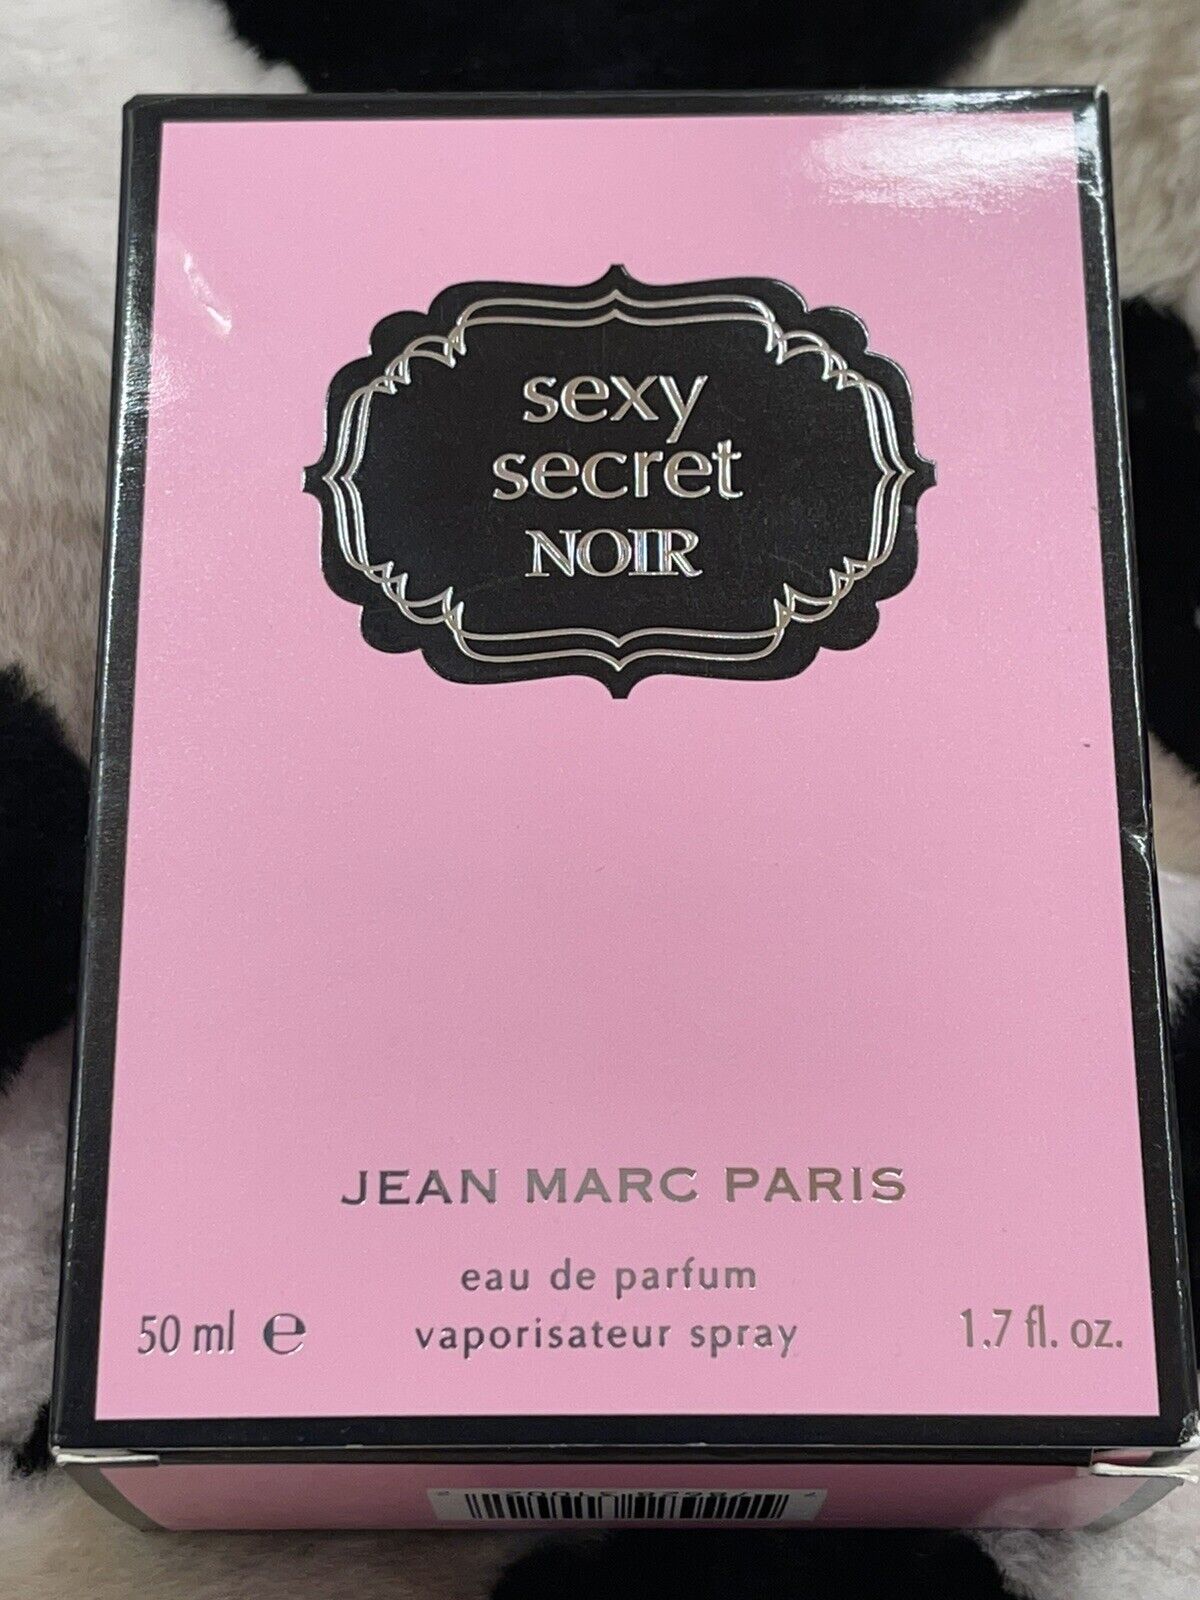 sexy
secret
NOIR
JEAN MARC PARIS
eau de parfum
50 ml ℮ vaporisateur spray 1.7 fl. oz.